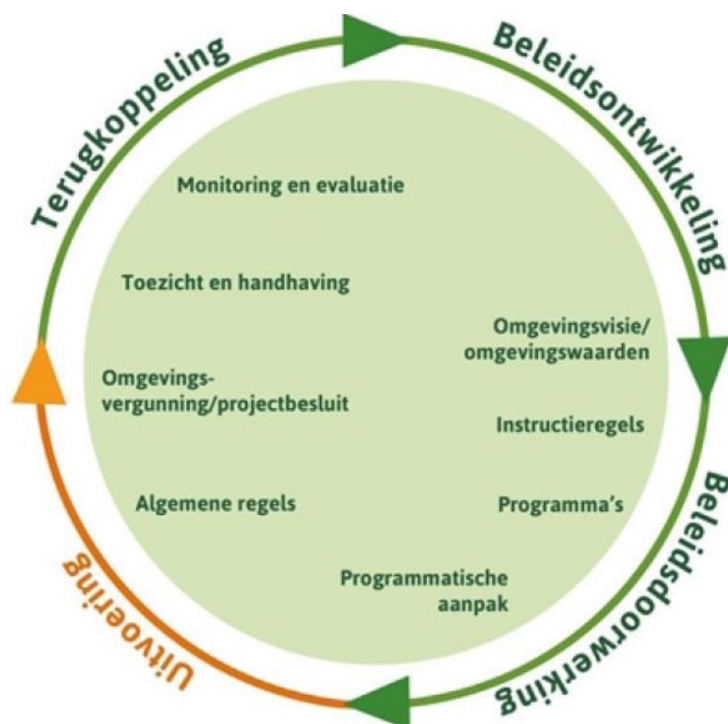 Terugkoppeling
Beleidsontwikkeling
Monitoring en evaluatie
Toezicht en handhaving
Omgevingsvisie/
omgevingswaarden
Omgevings-
vergunning/projectbesluit
Instructieregels
Algemene regels
Programma's
Programmatische
aanpak
Uitvoering
Beleidsdoorwerking